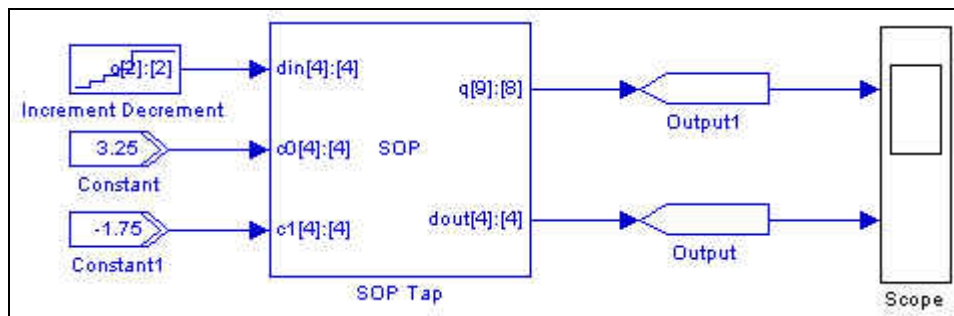 o[2]:[2]
Increment Decrement
3.25
Constant
-1.75
Constant1
din[4]:[4]
c0[4]:[4]
SOP
c1[4]:[4]
q[9]:[8]
dout[4]:[4]
SOP Tap
Output1
Output
Scope